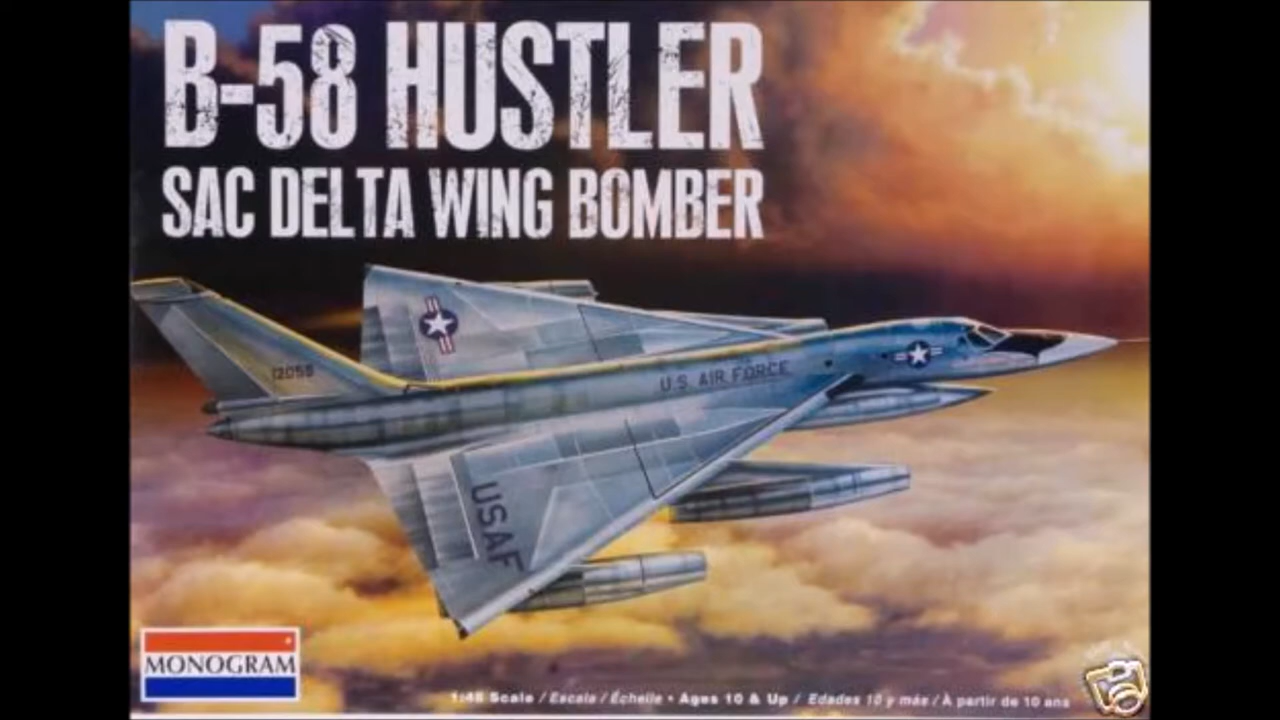 B-58 HUSTLER
SAC DELTA WING BOMBER
12059
U.S. AIR FORCE
USAF
MONOGRAM
1:48 Scale / Escala / Échelle • Ages 10 & Up / Edades 10 y más / À partir de 10 ans